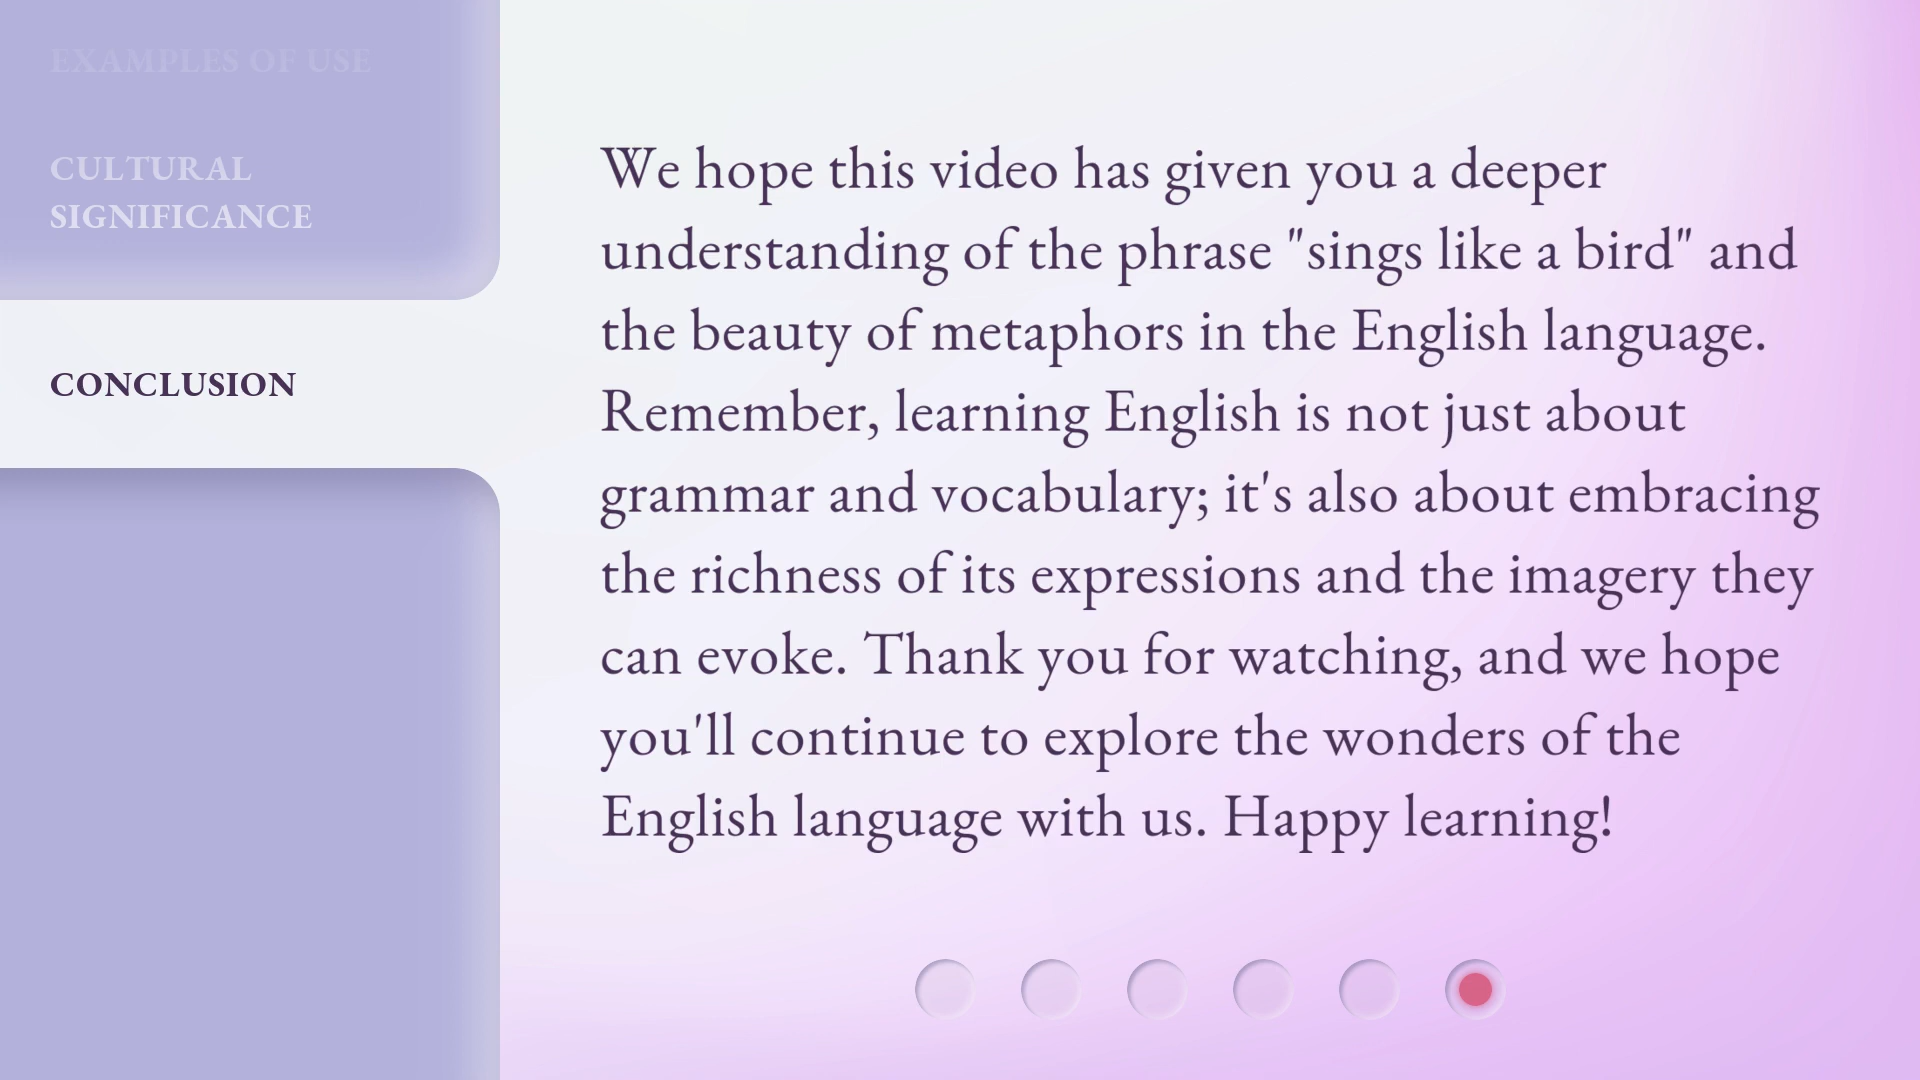 EXAMPLES OF USE
CULTURAL
SIGNIFICANCE
CONCLUSION
We hope this video has given you a deeper
understanding of the phrase "sings like a bird" and
the beauty of metaphors in the English language.
Remember, learning English is not just about
grammar and vocabulary; it's also about embracing
the richness of its expressions and the imagery they
can evoke. Thank you for watching, and we hope
you'll continue to explore the wonders of the
English language with us. Happy learning!